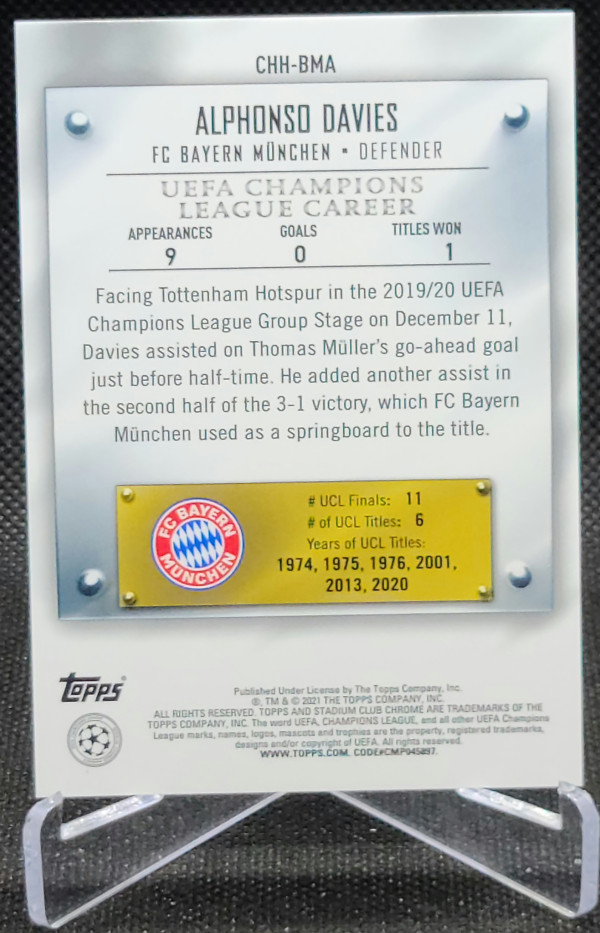 CHH-BMA
ALPHONSO DAVIES
FC BAYERN MÜNCHEN ▪ DEFENDER
UEFA CHAMPIONS
LEAGUE CAREER
APPEARANCES GOALS TITLES WON
9 0 1
Facing Tottenham Hotspur in the 2019/20 UEFA
Champions League Group Stage on December 11,
Davies assisted on Thomas Müller's go-ahead goal
just before half-time. He added another assist in
the second half of the 3-1 victory, which FC Bayern
München used as a springboard to the title.
FC BAYERN
MÜNCHEN
# UCL Finals: 11
# of UCL Titles: 6
Years of UCL Titles:
1974, 1975, 1976, 2001,
2013, 2020
Topps®
Published Under License by The Topps Company, Inc.
®, TM & © 2021 THE TOPPS COMPANY, INC.
ALL RIGHTS RESERVED. TOPPS AND STADIUM CLUB CHROME ARE TRADEMARKS OF THE
TOPPS COMPANY, INC. The word UEFA, CHAMPIONS LEAGUE, and all other UEFA Champions
League marks, names, logos, mascots and trophies are the property, registered trademarks,
designs and/or copyright of UEFA. All rights reserved.
WWW.TOPPS.COM. CODE#CMP045897.